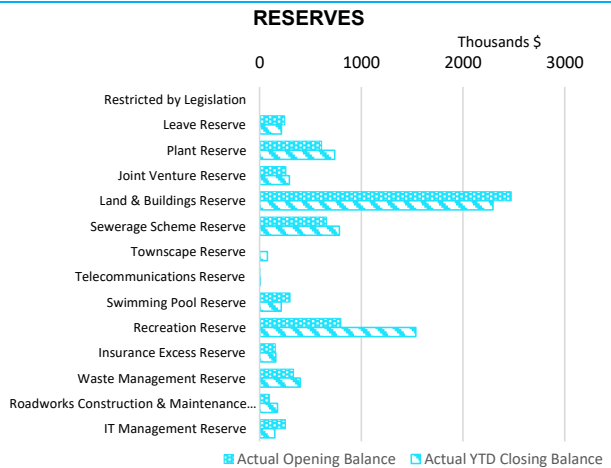 RESERVES
Thousands $
0 1000 2000 3000
Restricted by Legislation
Leave Reserve
Plant Reserve
Joint Venture Reserve
Land & Buildings Reserve
Sewerage Scheme Reserve
Townscape Reserve
Telecommunications Reserve
Swimming Pool Reserve
Recreation Reserve
Insurance Excess Reserve
Waste Management Reserve
Roadworks Construction & Maintenance...
IT Management Reserve
Actual Opening Balance Actual YTD Closing Balance